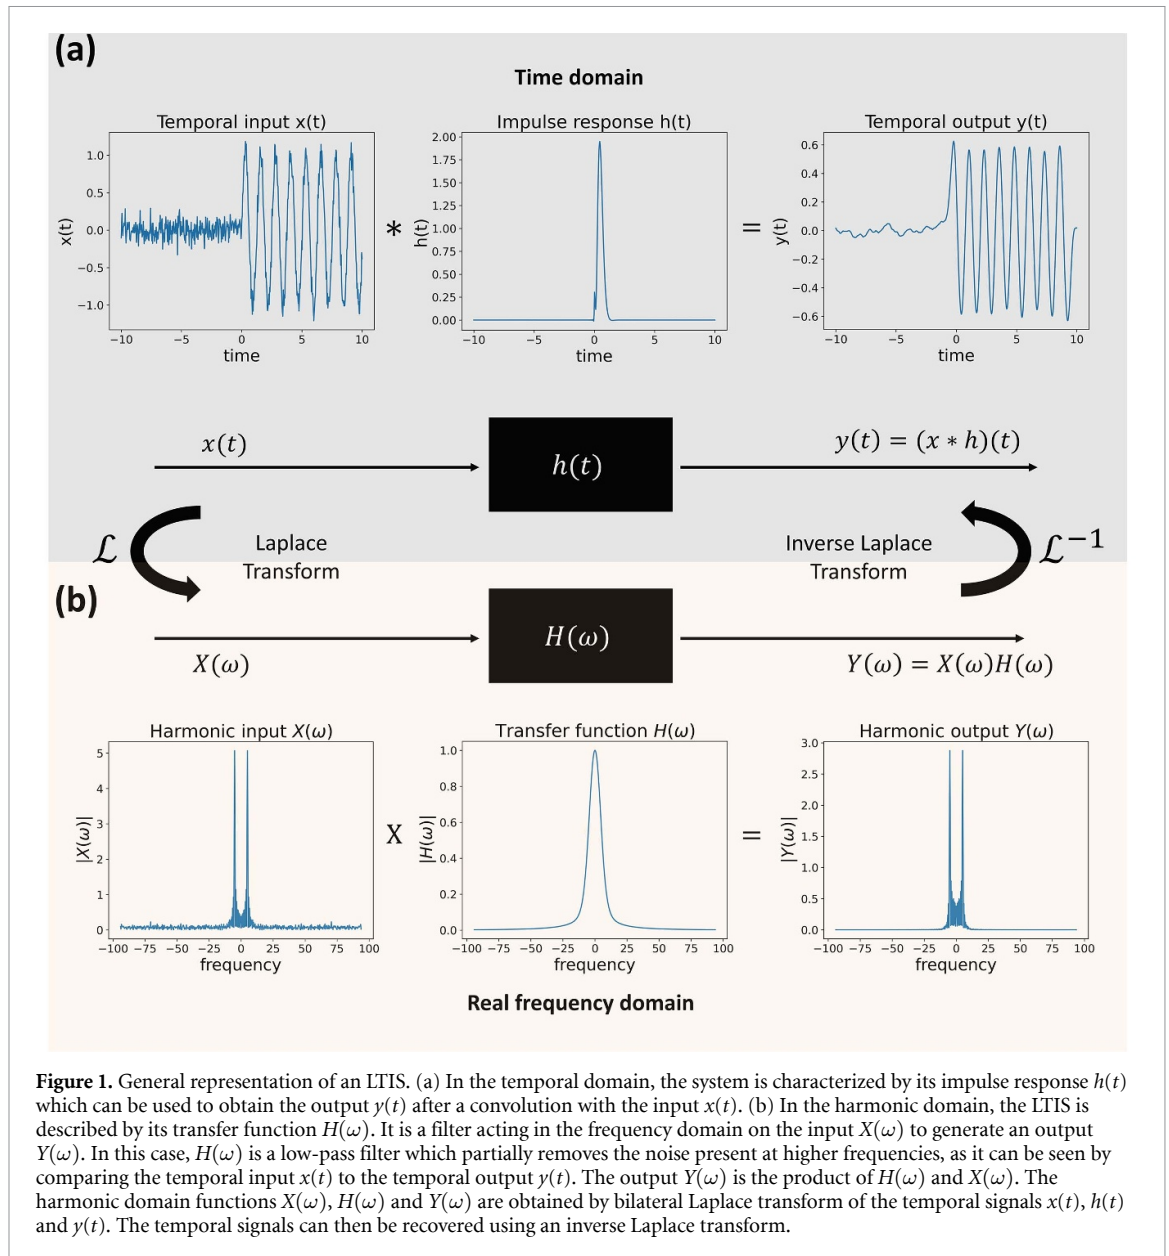 (a)
Time domain
Temporal input x(t)
1.0
0.5
0.0
−0.5
−1.0
x(t)
−10 −5 0 5 10
time
*
Impulse response h(t)
2.00
1.75
1.50
1.25
1.00
0.75
0.50
0.25
0.00
h(t)
−10 −5 0 5 10
time
=
Temporal output y(t)
0.6
0.4
0.2
0.0
−0.2
−0.4
−0.6
y(t)
−10 −5 0 5 10
time
x(t)
h(t)
y(t) = (x ∗ h)(t)
ℒ
Laplace
Transform
Inverse Laplace
Transform
ℒ⁻¹
(b)
X(ω)
H(ω)
Y(ω) = X(ω)H(ω)
Harmonic input X(ω)
5
4
3
2
1
0
|X(ω)|
−100 −75 −50 −25 0 25 50 75 100
frequency
X
Transfer function H(ω)
1.0
0.8
0.6
0.4
0.2
0.0
|H(ω)|
−100 −75 −50 −25 0 25 50 75 100
frequency
=
Harmonic output Y(ω)
3.0
2.5
2.0
1.5
1.0
0.5
0.0
|Y(ω)|
−100 −75 −50 −25 0 25 50 75 100
frequency
Real frequency domain
Figure 1. General representation of an LTIS. (a) In the temporal domain, the system is characterized by its impulse response h(t)
which can be used to obtain the output y(t) after a convolution with the input x(t). (b) In the harmonic domain, the LTIS is
described by its transfer function H(ω). It is a filter acting in the frequency domain on the input X(ω) to generate an output
Y(ω). In this case, H(ω) is a low-pass filter which partially removes the noise present at higher frequencies, as it can be seen by
comparing the temporal input x(t) to the temporal output y(t). The output Y(ω) is the product of H(ω) and X(ω). The
harmonic domain functions X(ω), H(ω) and Y(ω) are obtained by bilateral Laplace transform of the temporal signals x(t), h(t)
and y(t). The temporal signals can then be recovered using an inverse Laplace transform.